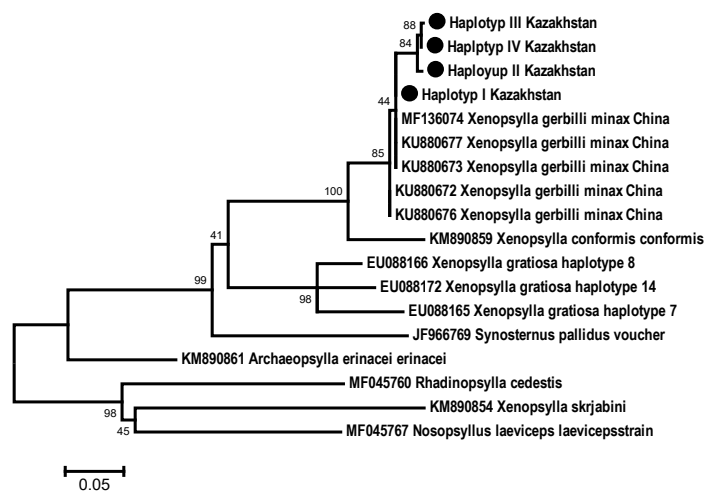 88
Haplotyp III Kazakhstan
84
Haplptyp IV Kazakhstan
Haployup II Kazakhstan
44
Haplotyp I Kazakhstan
MF136074 Xenopsylla gerbilli minax China
KU880677 Xenopsylla gerbilli minax China
85
KU880673 Xenopsylla gerbilli minax China
100
KU880672 Xenopsylla gerbilli minax China
KU880676 Xenopsylla gerbilli minax China
41
KM890859 Xenopsylla conformis conformis
EU088166 Xenopsylla gratiosa haplotype 8
99
EU088172 Xenopsylla gratiosa haplotype 14
98
EU088165 Xenopsylla gratiosa haplotype 7
JF966769 Synosternus pallidus voucher
KM890861 Archaeopsylla erinacei erinacei
MF045760 Rhadinopsylla cedestis
98
KM890854 Xenopsylla skrjabini
45
MF045767 Nosopsyllus laeviceps laevicepsstrain
0.05